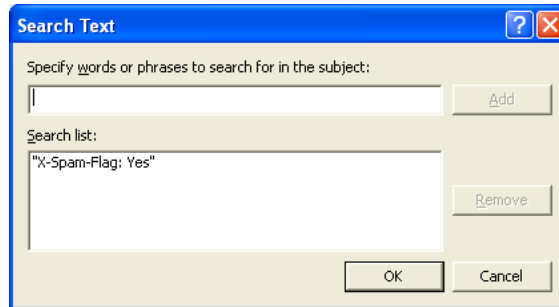 Search Text
Specify words or phrases to search for in the subject:
Add
Search list:
"X-Spam-Flag: Yes"
Remove
OK Cancel